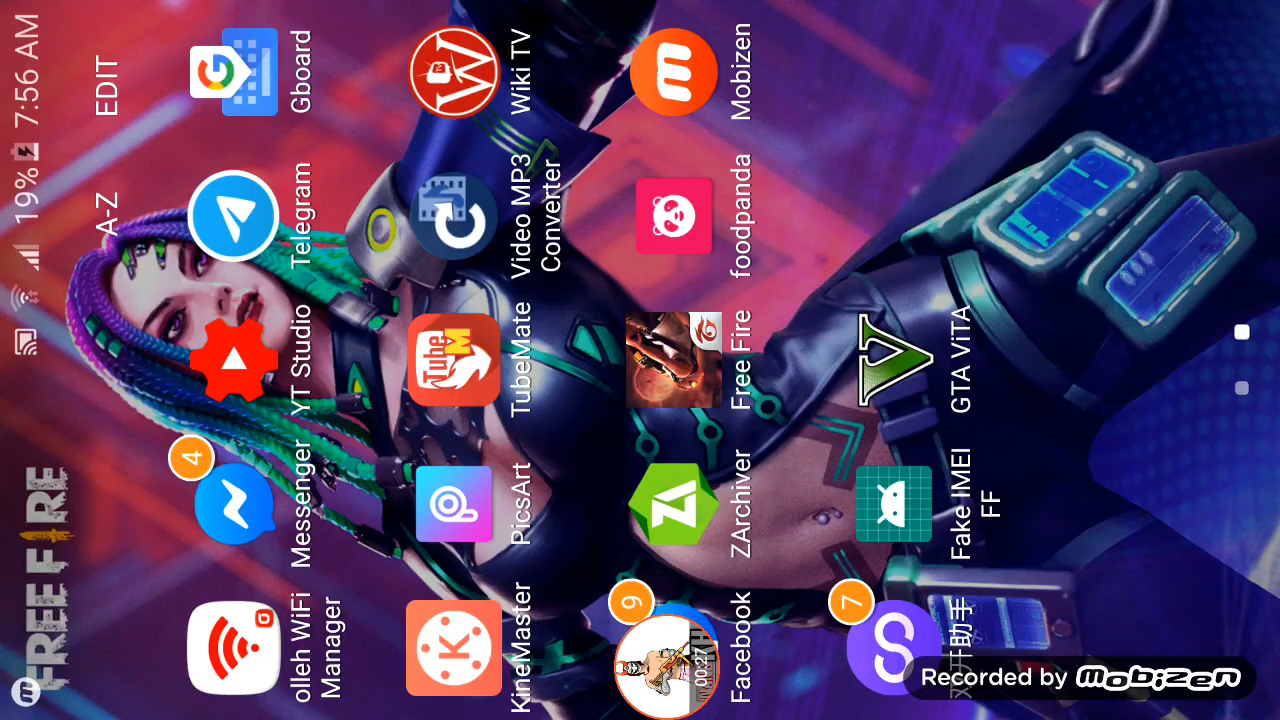 19% 7:56 AM
FREE FIRE
A-Z EDIT
4
olleh WiFi
Manager
Messenger
YT Studio
Telegram
Gboard
KineMaster
PicsArt
TubeMate
Video MP3
Converter
Wiki TV
9
00:27
Facebook
ZArchiver
Free Fire
foodpanda
Mobizen
7
双开助手
Fake IMEI
FF
GTA ViTA
Recorded by mobizen